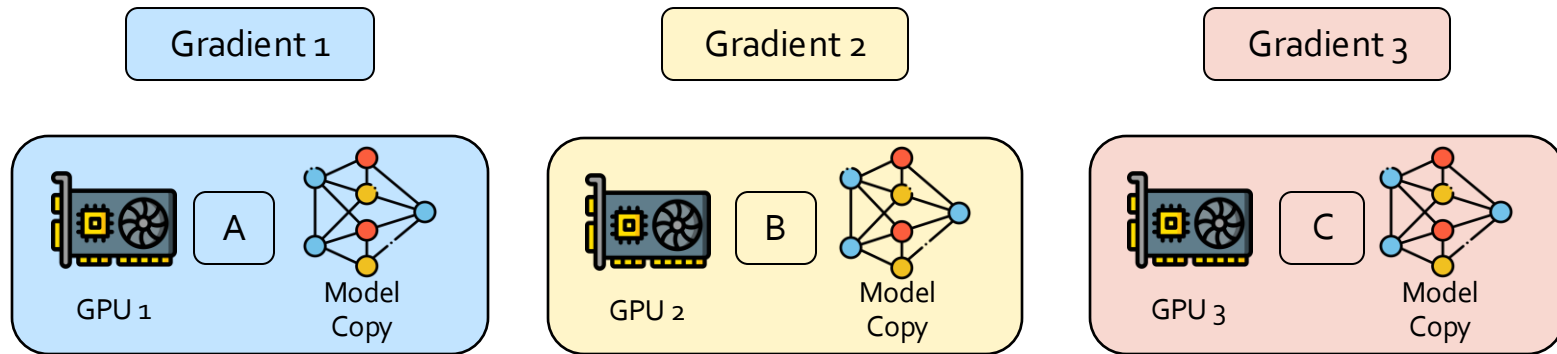 Gradient 1
Gradient 2
Gradient 3
A
B
C
GPU 1
Model
Copy
GPU 2
Model
Copy
GPU 3
Model
Copy